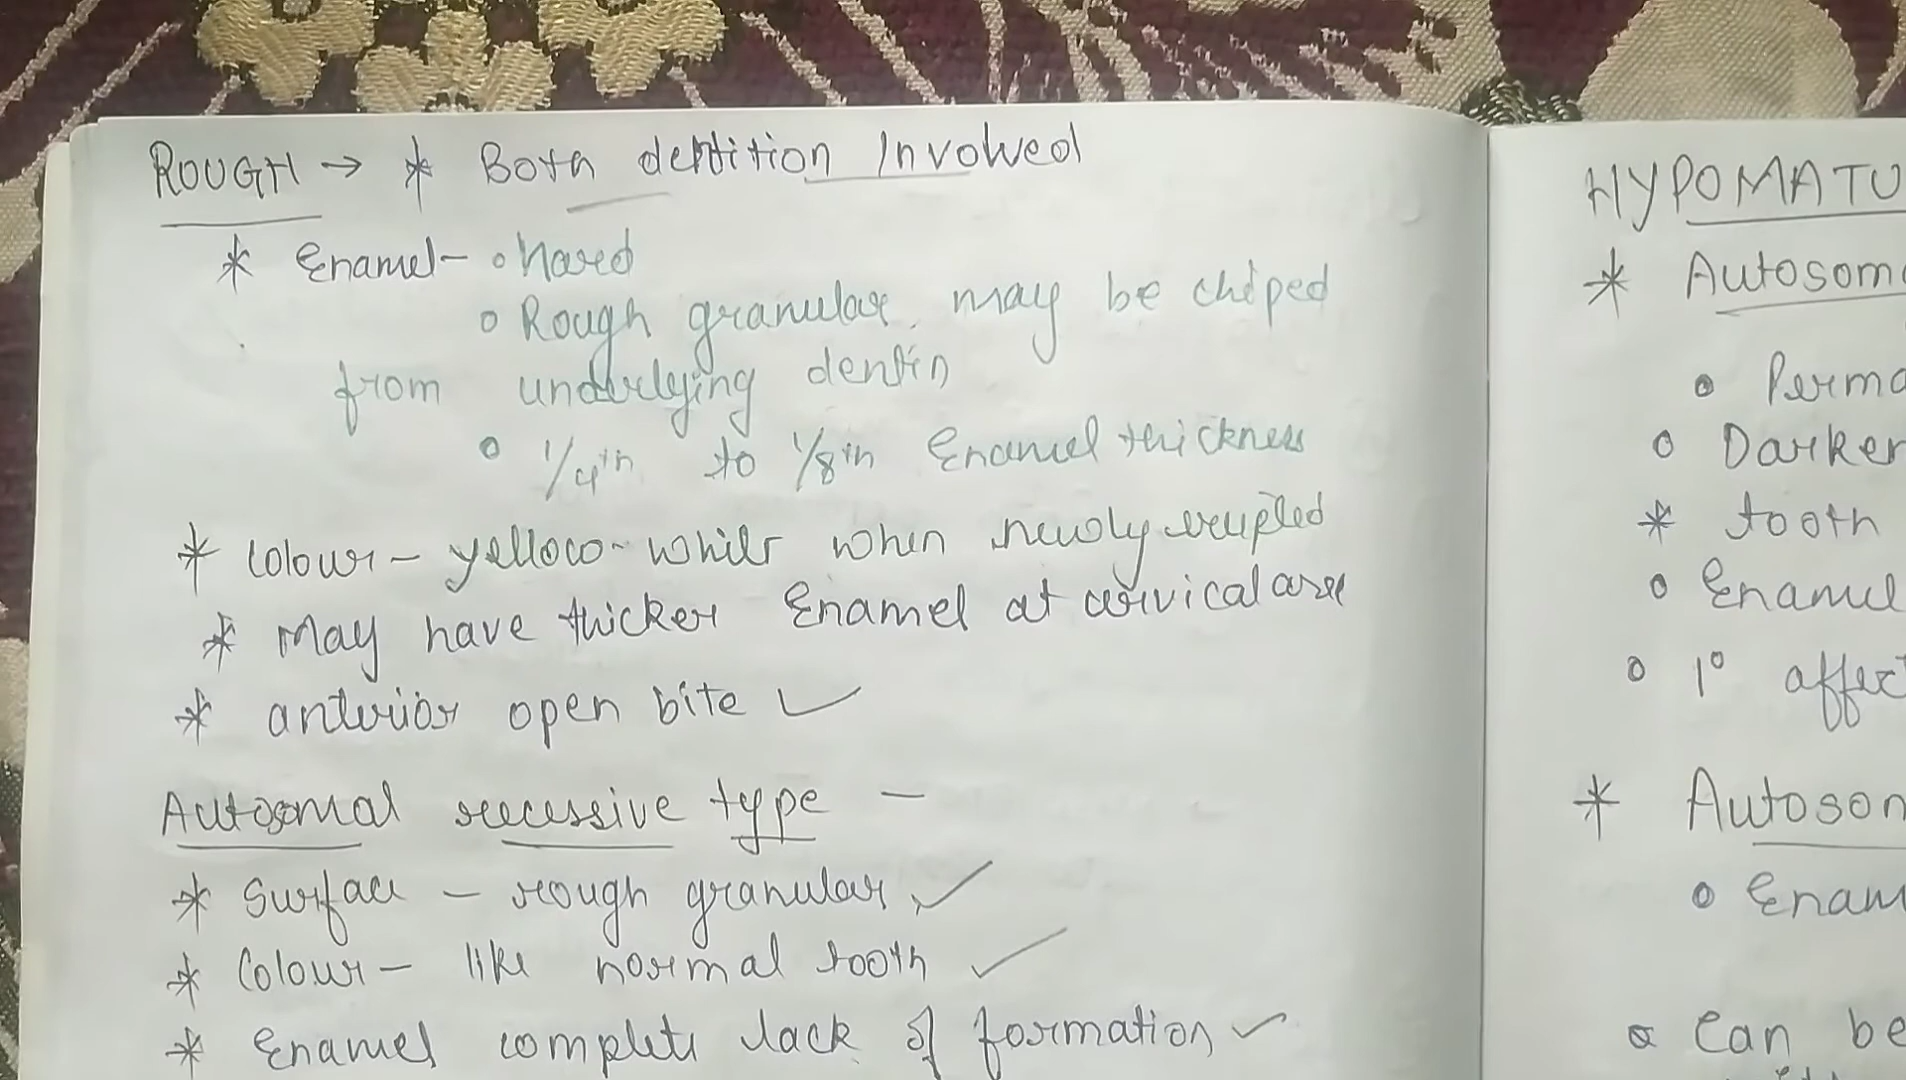 ROUGH → * Both dentition Involved
* Enamel - o hard
o Rough granular, may be chiped
from underlying dentin
o 1/4th to 1/8th Enamel thickness
* Colour - yellow-white when newly erupted
* May have thicker Enamel at cervical area
* anterior open bite ✓
Autosomal recessive type -
* Surface - rough granular ✓
* Colour - like normal tooth ✓
* Enamel complete lack of formation ✓
HYPOMATU
* Autosoma
o Perma
o Darker
* tooth
o Enamel
o 1° affect
* Autosom
o Enam
o Can be